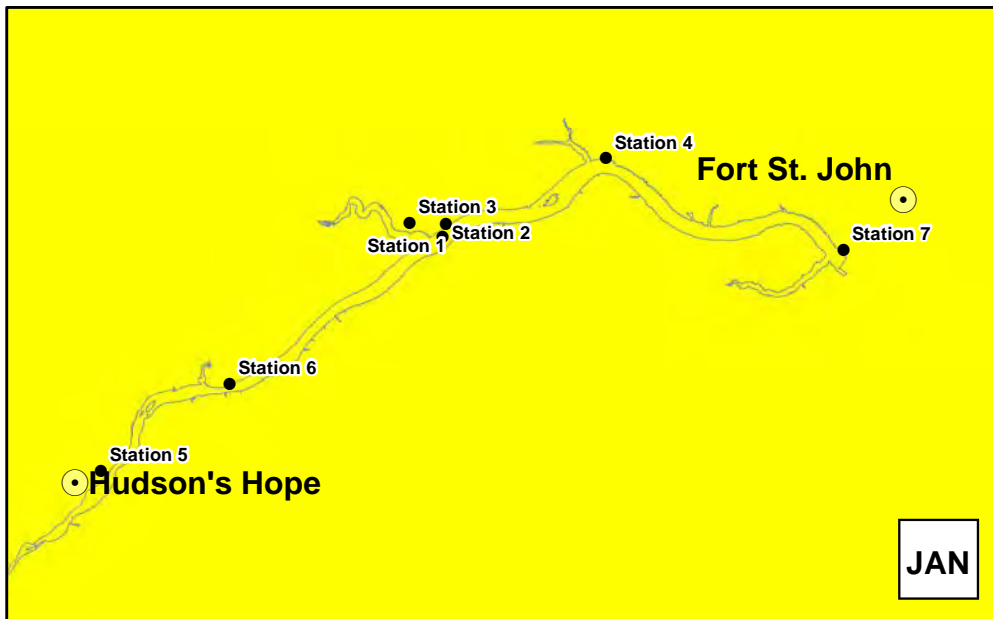 Station 4
Fort St. John
Station 3
Station 1
Station 2
Station 7
Station 6
Station 5
Hudson's Hope
JAN